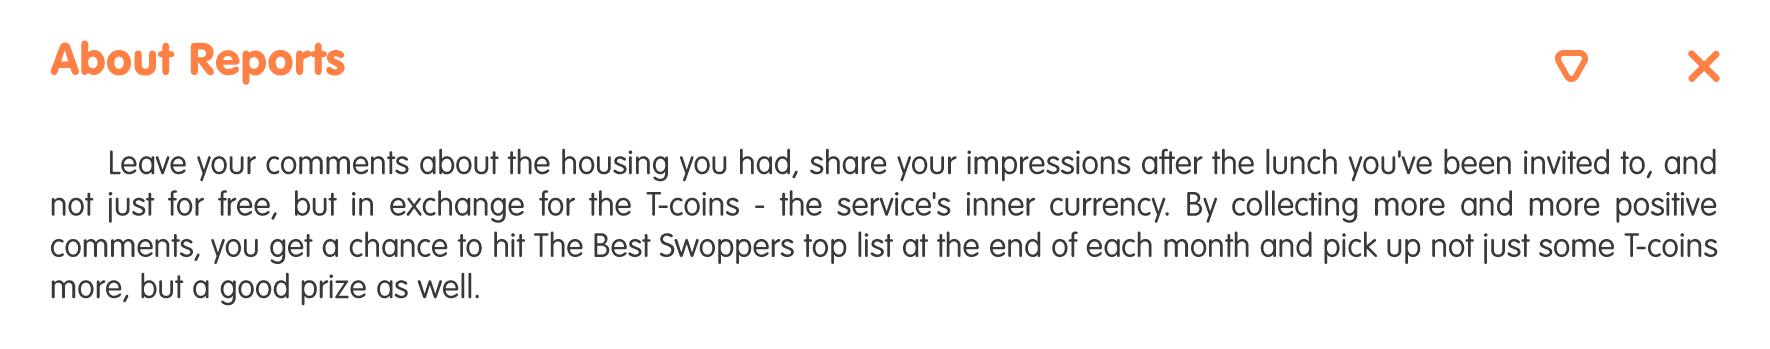 About Reports
Leave your comments about the housing you had, share your impressions after the lunch you've been invited to, and
not just for free, but in exchange for the T-coins - the service's inner currency. By collecting more and more positive
comments, you get a chance to hit The Best Swoppers top list at the end of each month and pick up not just some T-coins
more, but a good prize as well.